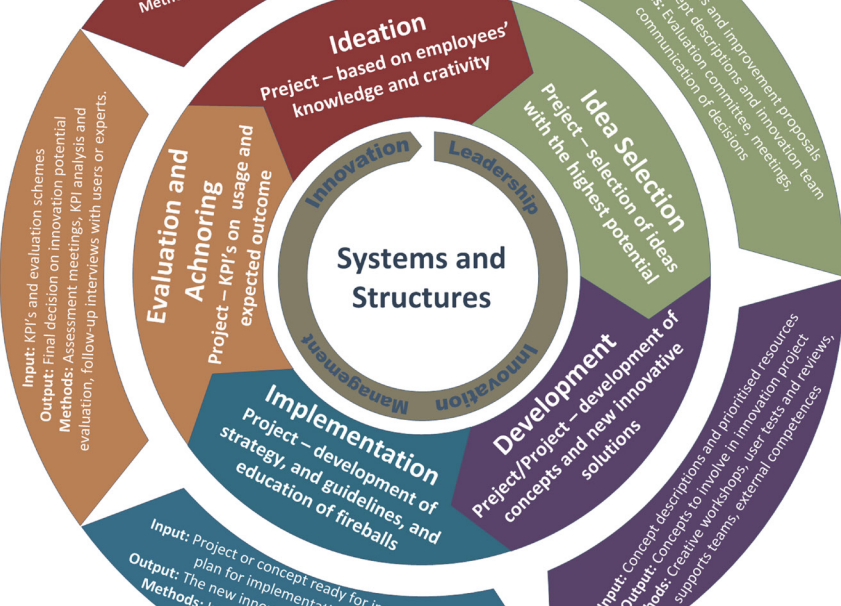 Systems and
Structures
Innovation
Leadership
Innovation
Management
Ideation
Preject – based on employees'
knowledge and crativity
Idea Selection
Preject – selection of ideas
with the highest potential
Development
Preject/Project – development of
concepts and new innovative
solutions
Implementation
Project – development of
strategy, and guidelines, and
education of fireballs
Evaluation and
Achnoring
Project – KPI's on usage and
expected outcome
and improvement proposals
descriptions and innovation team
Evaluation committee, meetings,
communication of decisions
Input: Concept descriptions and prioritised resources
Output: Concepts to involve in innovation project
Creative workshops, user tests and reviews,
supports teams, external competences
Input: Project or concept ready for
plan for
Output: The new
Methods:
Input: KPI's and evaluation schemes
Output: Final decision on innovation potential
Methods: Assessment meetings, KPI analysis and
evaluation, follow-up interviews with users or experts.